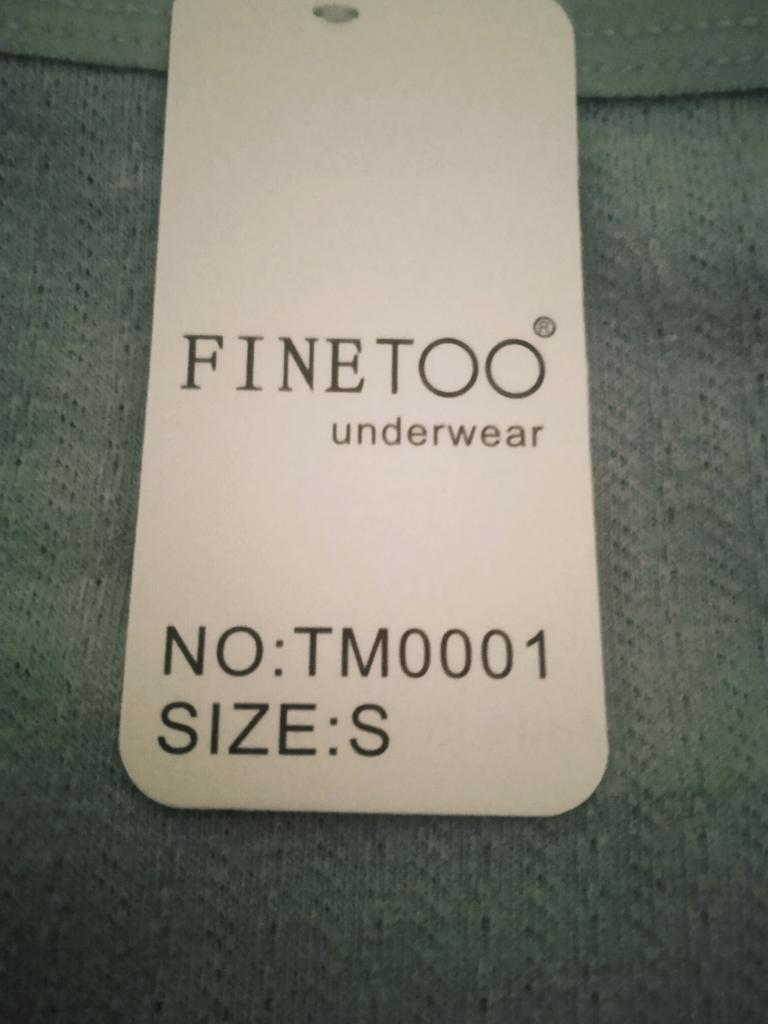 FINETOO®
underwear
NO:TM0001
SIZE:S